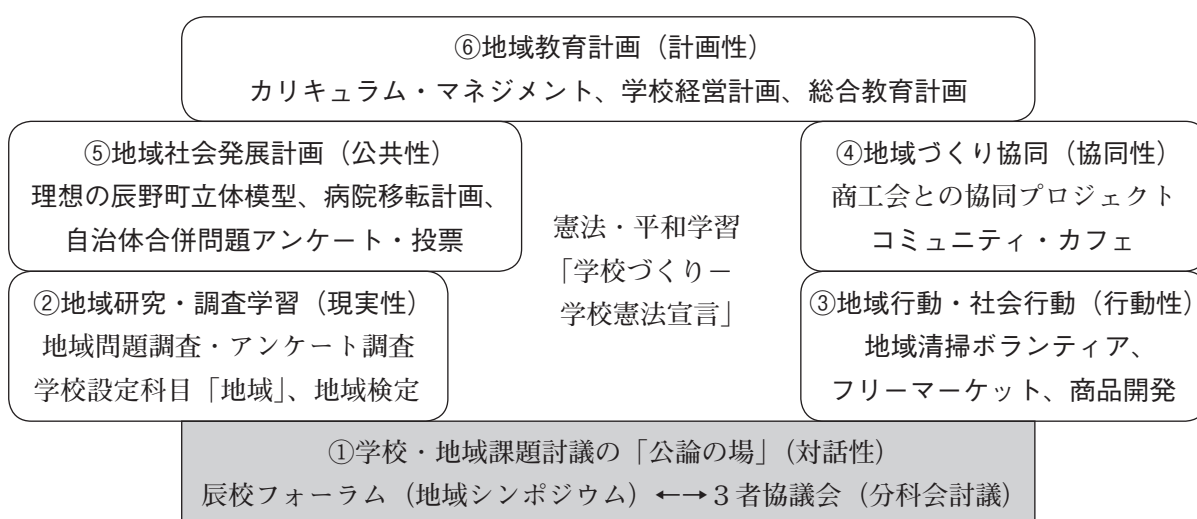 ⑥地域教育計画（計画性）
カリキュラム・マネジメント、学校経営計画、総合教育計画
⑤地域社会発展計画（公共性）
理想の辰野町立体模型、病院移転計画、
自治体合併問題アンケート・投票
④地域づくり協同（協同性）
商工会との協同プロジェクト
コミュニティ・カフェ
憲法・平和学習
「学校づくり－
学校憲法宣言」
②地域研究・調査学習（現実性）
地域問題調査・アンケート調査
学校設定科目「地域」、地域検定
③地域行動・社会行動（行動性）
地域清掃ボランティア、
フリーマーケット、商品開発
①学校・地域課題討議の「公論の場」（対話性）
辰校フォーラム（地域シンポジウム）←→３者協議会（分科会討議）